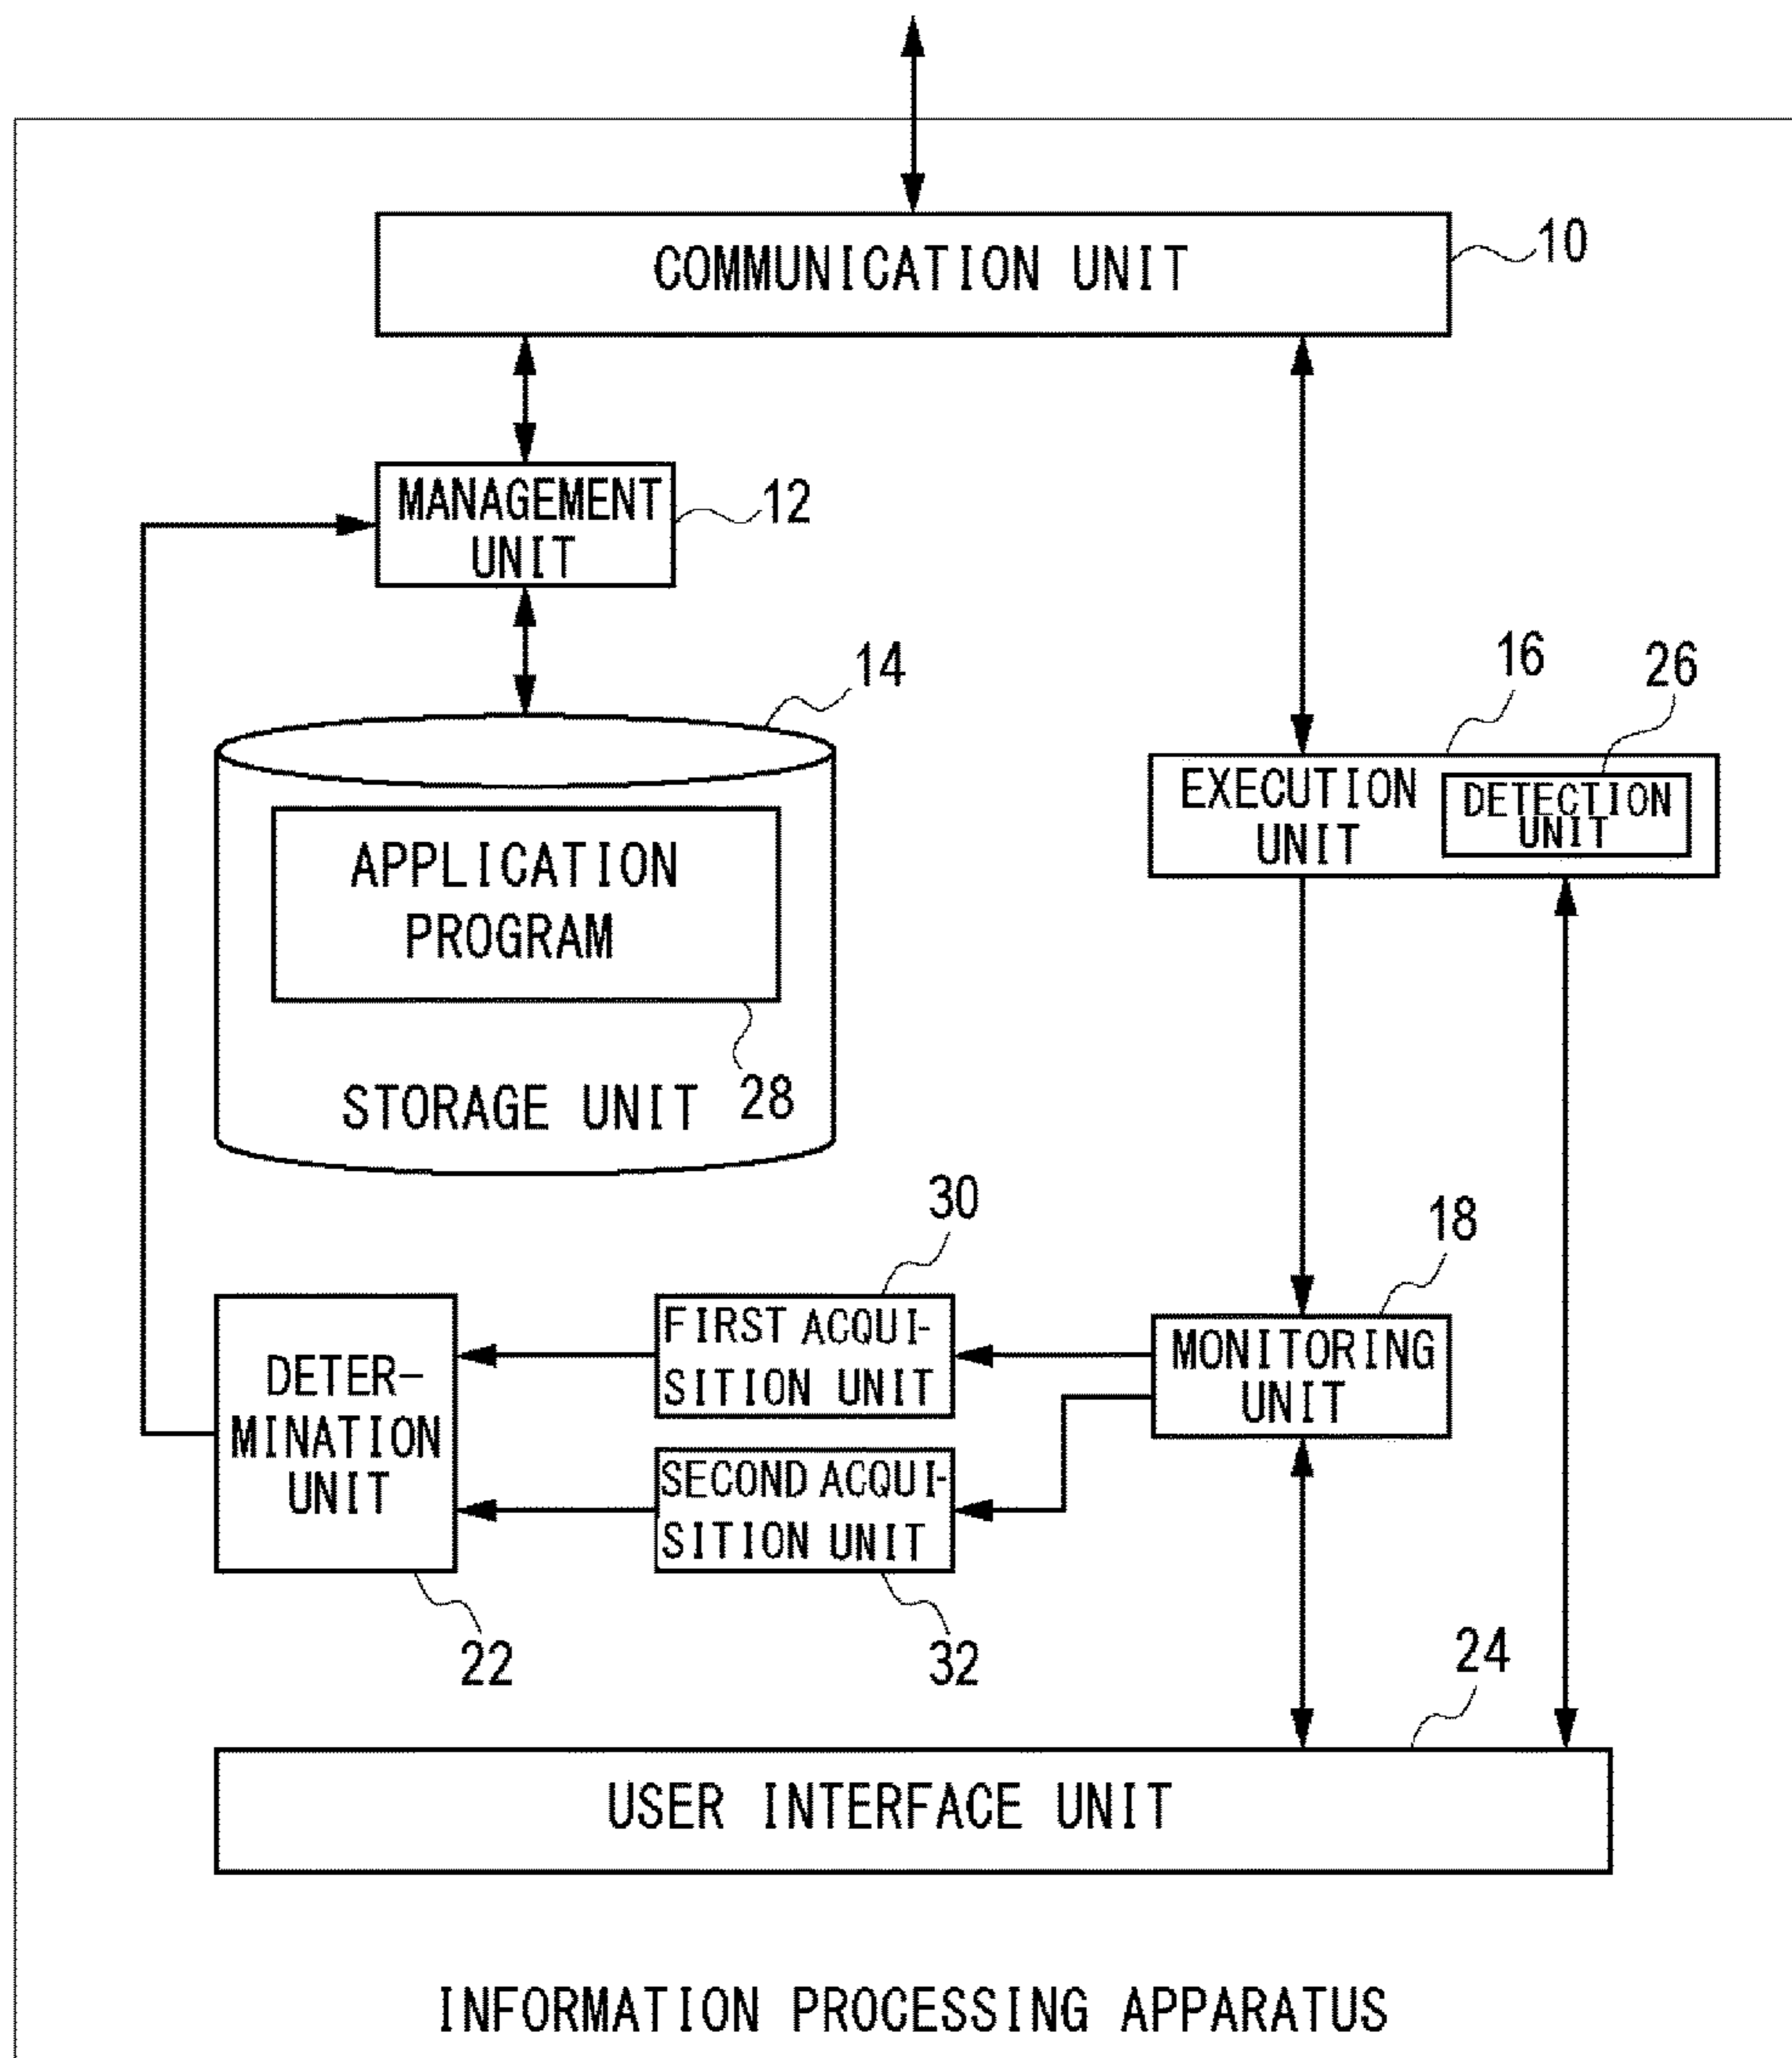 COMMUNICATION UNIT
10
MANAGEMENT
UNIT
12
14
16
26
EXECUTION
UNIT
DETECTION
UNIT
APPLICATION
PROGRAM
28
STORAGE UNIT
30
18
FIRST ACQUI-
SITION UNIT
MONITORING
UNIT
DETER-
MINATION
UNIT
SECOND ACQUI-
SITION UNIT
22
32
24
USER INTERFACE UNIT
INFORMATION PROCESSING APPARATUS